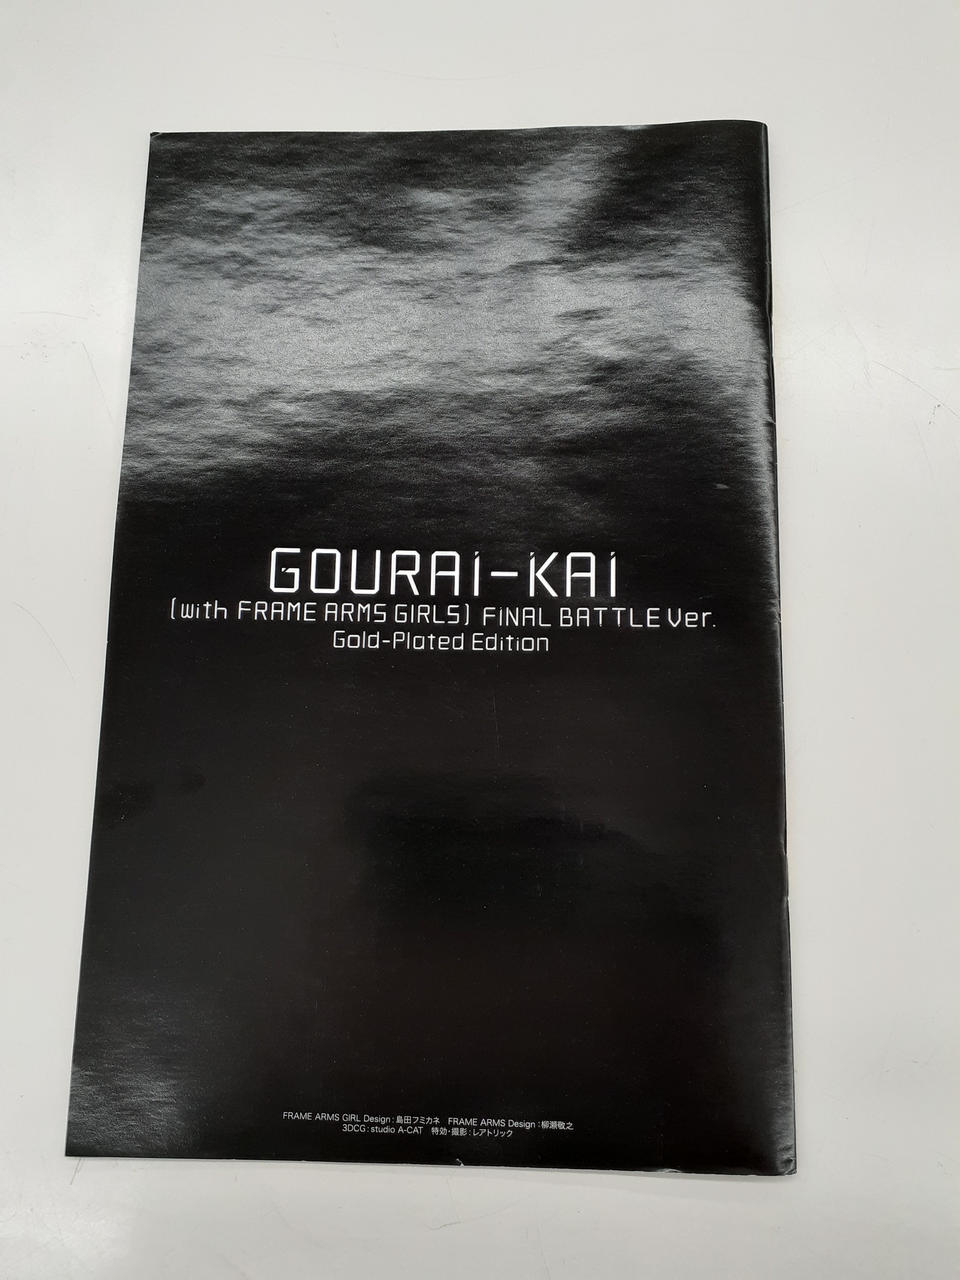 GOURAI-KAI
[with FRAME ARMS GIRLS] FINAL BATTLE Ver.
Gold-Plated Edition
FRAME ARMS GIRL Design：島田フミカネ　FRAME ARMS Design：柳瀬敬之
3DCG：studio A-CAT　特効・撮影：レアトリック